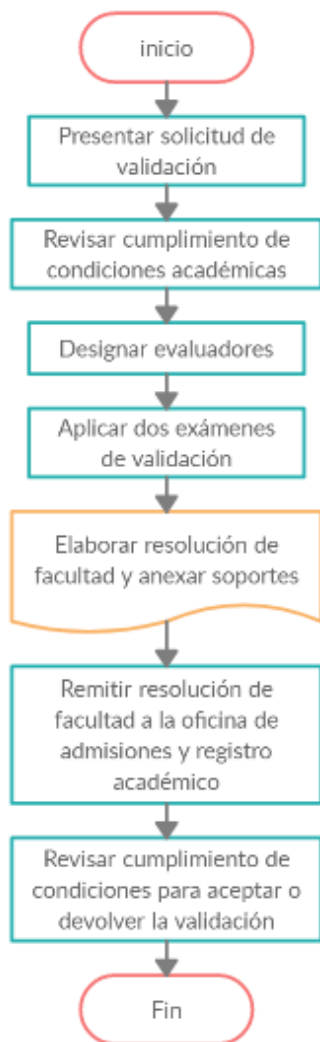 inicio
Presentar solicitud de
validación
Revisar cumplimiento de
condiciones académicas
Designar evaluadores
Aplicar dos exámenes
de validación
Elaborar resolución de
facultad y anexar soportes
Remitir resolución de
facultad a la oficina de
admisiones y registro
académico
Revisar cumplimiento de
condiciones para aceptar o
devolver la validación
Fin